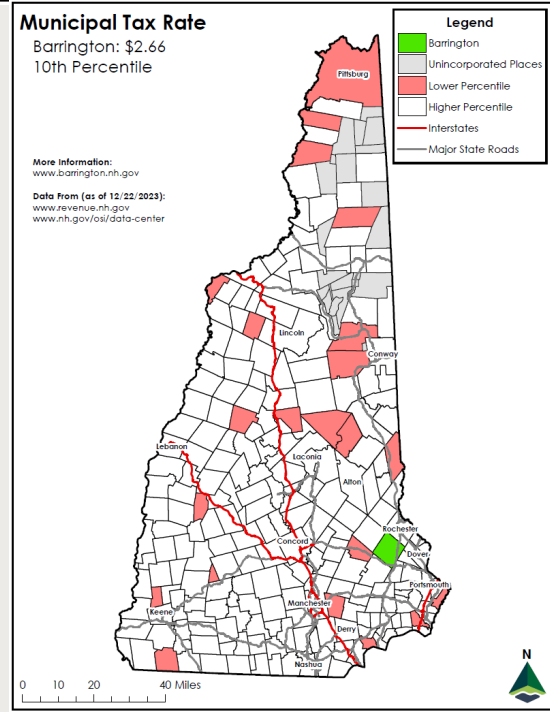 Municipal Tax Rate
Barrington: $2.66
10th Percentile
Legend
Barrington
Unincorporated Places
Lower Percentile
Higher Percentile
Interstates
Major State Roads
More Information:
www.barrington.nh.gov
Data From (as of 12/22/2023):
www.revenue.nh.gov
www.nh.gov/osi/data-center
Pittsburg
Lincoln
Conway
Lebanon
Laconia
Alton
Rochester
Concord
Dover
Portsmouth
Manchester
Keene
Derry
Nashua
0 10 20 40 Miles
N